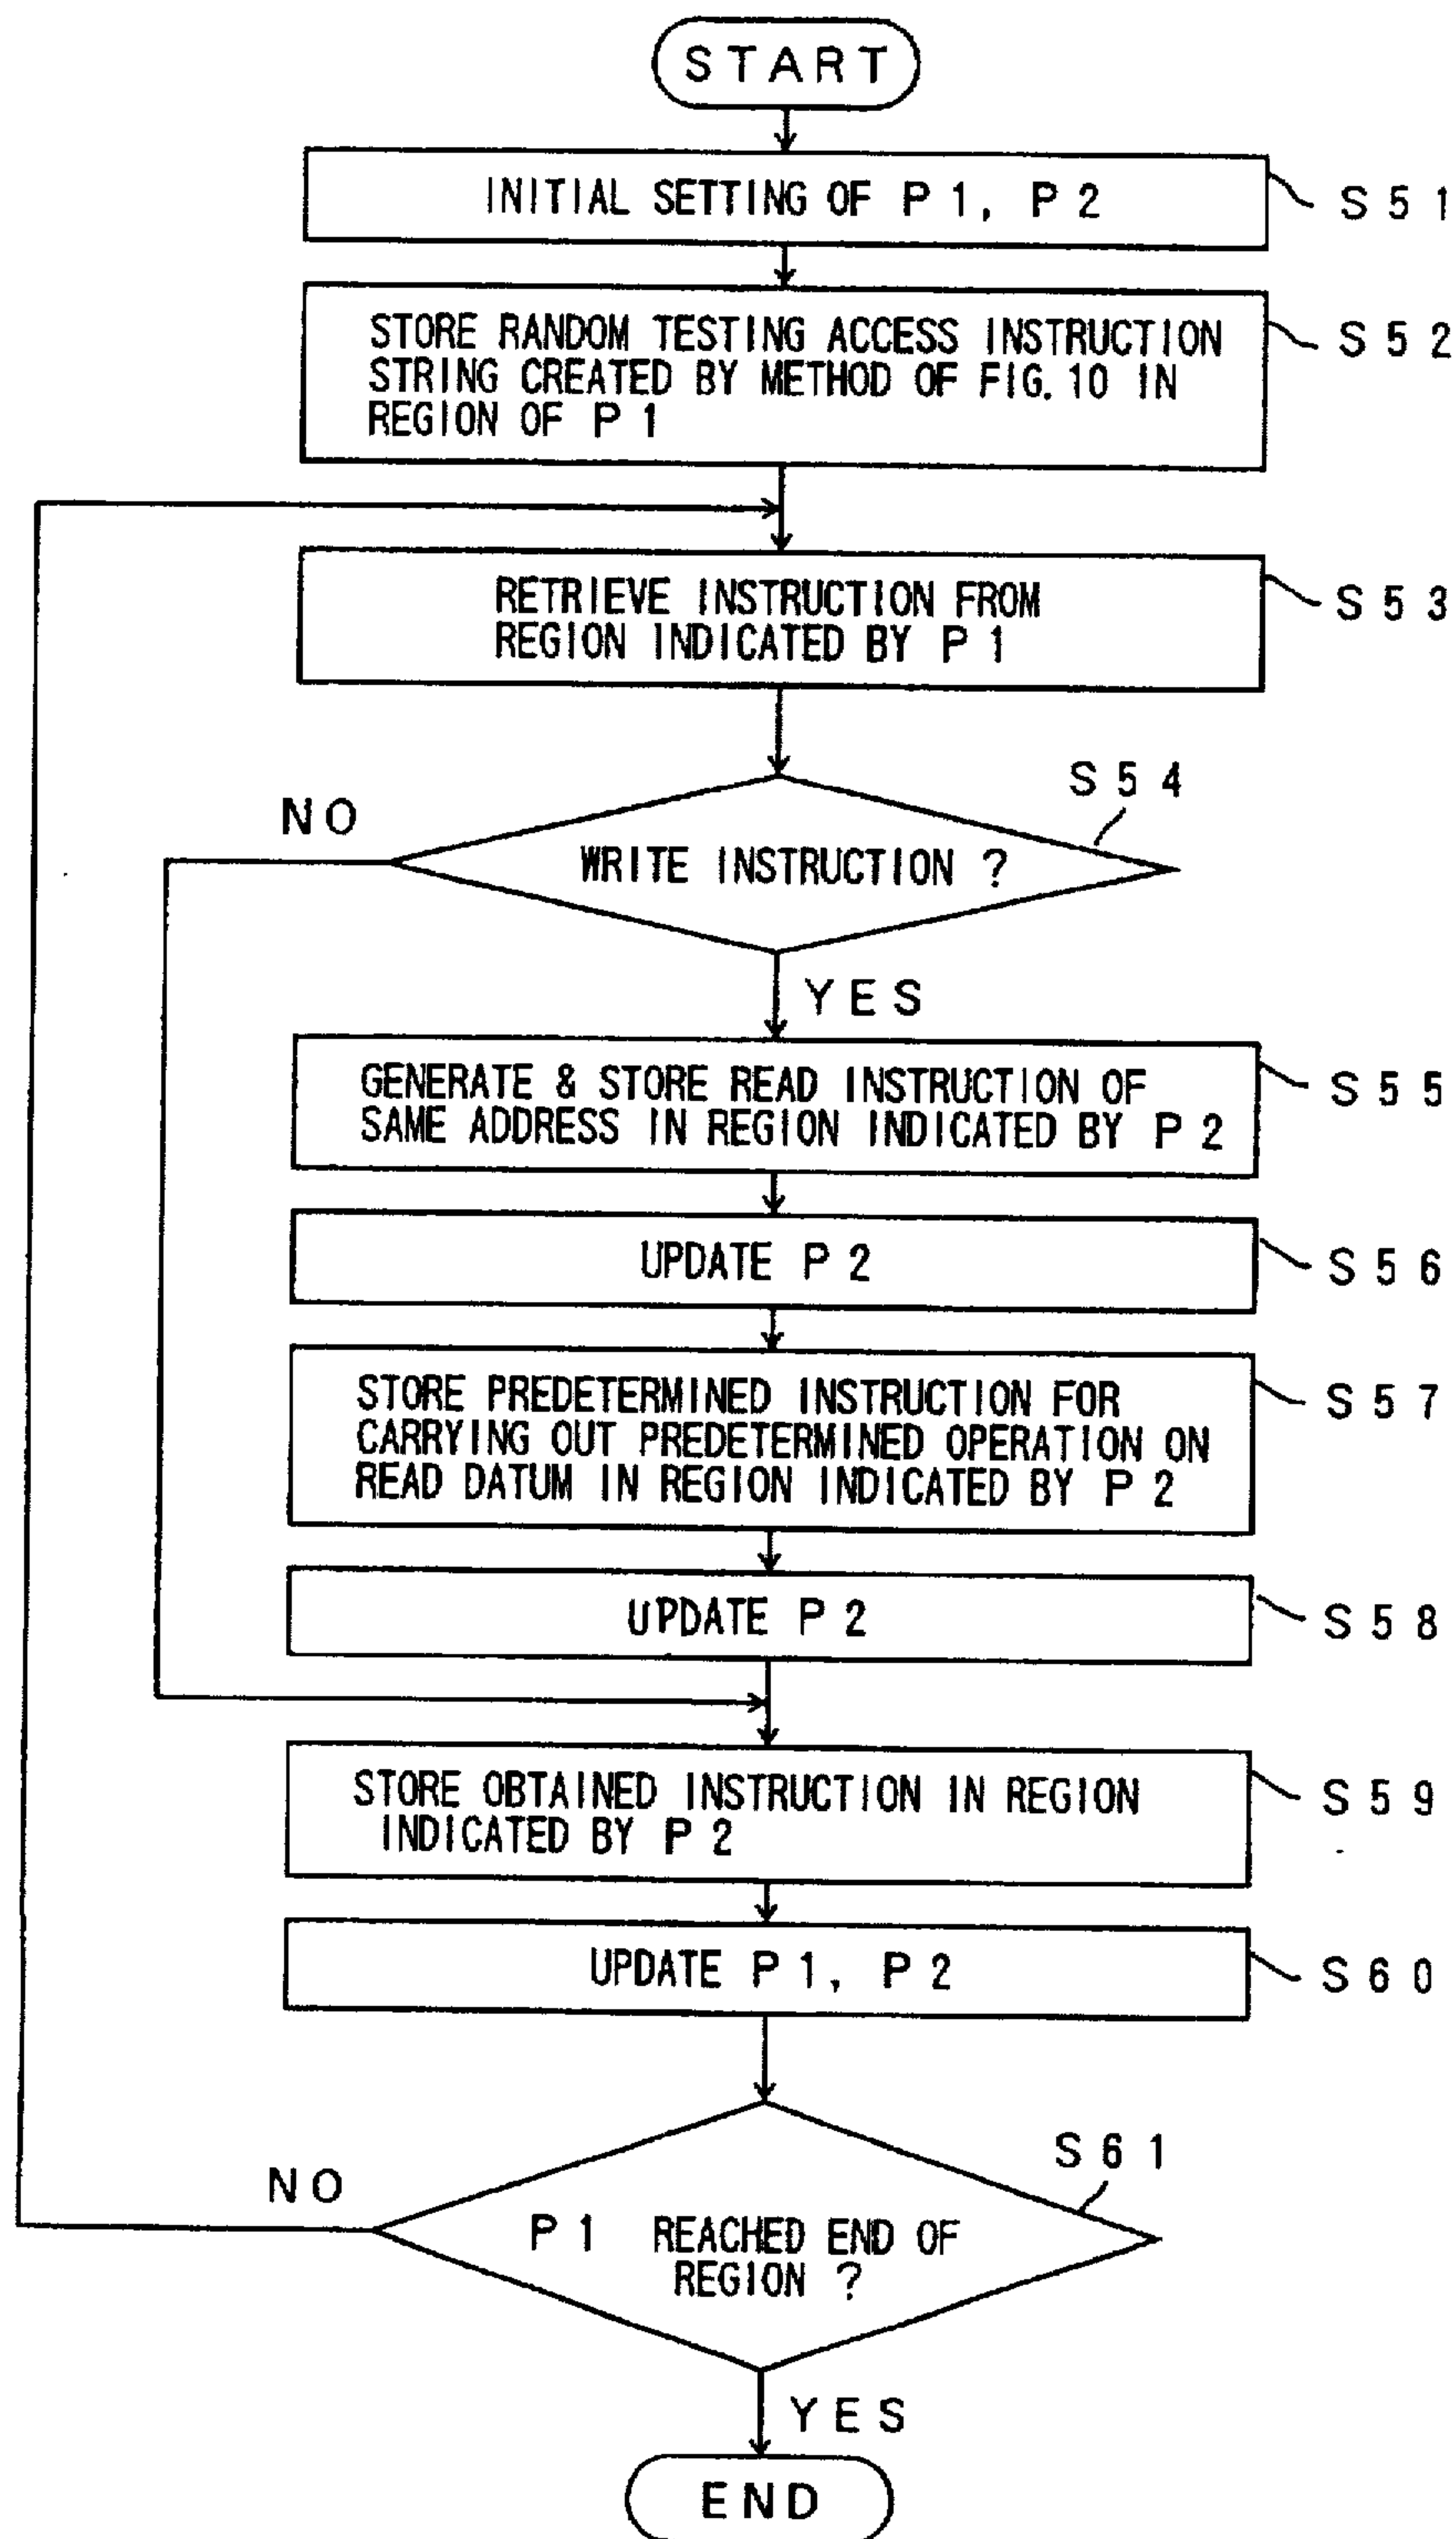 START
INITIAL SETTING OF P1, P2
S51
STORE RANDOM TESTING ACCESS INSTRUCTION
STRING CREATED BY METHOD OF FIG.10 IN
REGION OF P1
S52
RETRIEVE INSTRUCTION FROM
REGION INDICATED BY P1
S53
S54
NO
WRITE INSTRUCTION ?
YES
GENERATE & STORE READ INSTRUCTION OF
SAME ADDRESS IN REGION INDICATED BY P2
S55
UPDATE P2
S56
STORE PREDETERMINED INSTRUCTION FOR
CARRYING OUT PREDETERMINED OPERATION ON
READ DATUM IN REGION INDICATED BY P2
S57
UPDATE P2
S58
STORE OBTAINED INSTRUCTION IN REGION
INDICATED BY P2
S59
UPDATE P1, P2
S60
S61
NO
P1 REACHED END OF
REGION ?
YES
END